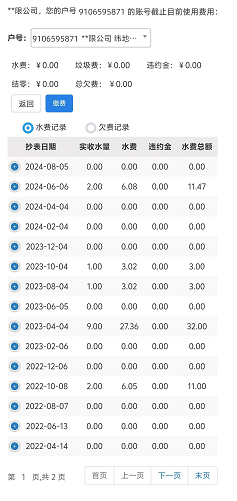 **限公司，您的户号 9106595871 的账号截止目前使用费用：
户号： 9106595871 **限公司 纬地…
水费： ￥0.00 垃圾费： ￥0.00 违约金： ￥0.00
结零： ￥0.00 总欠费： ￥0.00
返回 缴费
水费记录 欠费记录
抄表日期 实收水量 水费 违约金 水费总额
2024-08-05 0.00 0.00 0.00 0.00
2024-06-06 2.00 6.08 0.00 11.47
2024-04-04 0.00 0.00 0.00 0.00
2024-02-04 0.00 0.00 0.00 0.00
2023-12-04 0.00 0.00 0.00 0.00
2023-10-04 1.00 3.02 0.00 3.00
2023-08-04 1.00 3.02 0.00 3.00
2023-06-05 0.00 0.00 0.00 0.00
2023-04-04 9.00 27.36 0.00 32.00
2023-02-06 0.00 0.00 0.00 0.00
2022-12-06 0.00 0.00 0.00 0.00
2022-10-08 2.00 6.05 0.00 11.00
2022-08-07 0.00 0.00 0.00 0.00
2022-06-13 0.00 0.00 0.00 0.00
2022-04-14 0.00 0.00 0.00 0.00
第 1 页,共 2 页 首页 上一页 下一页 末页